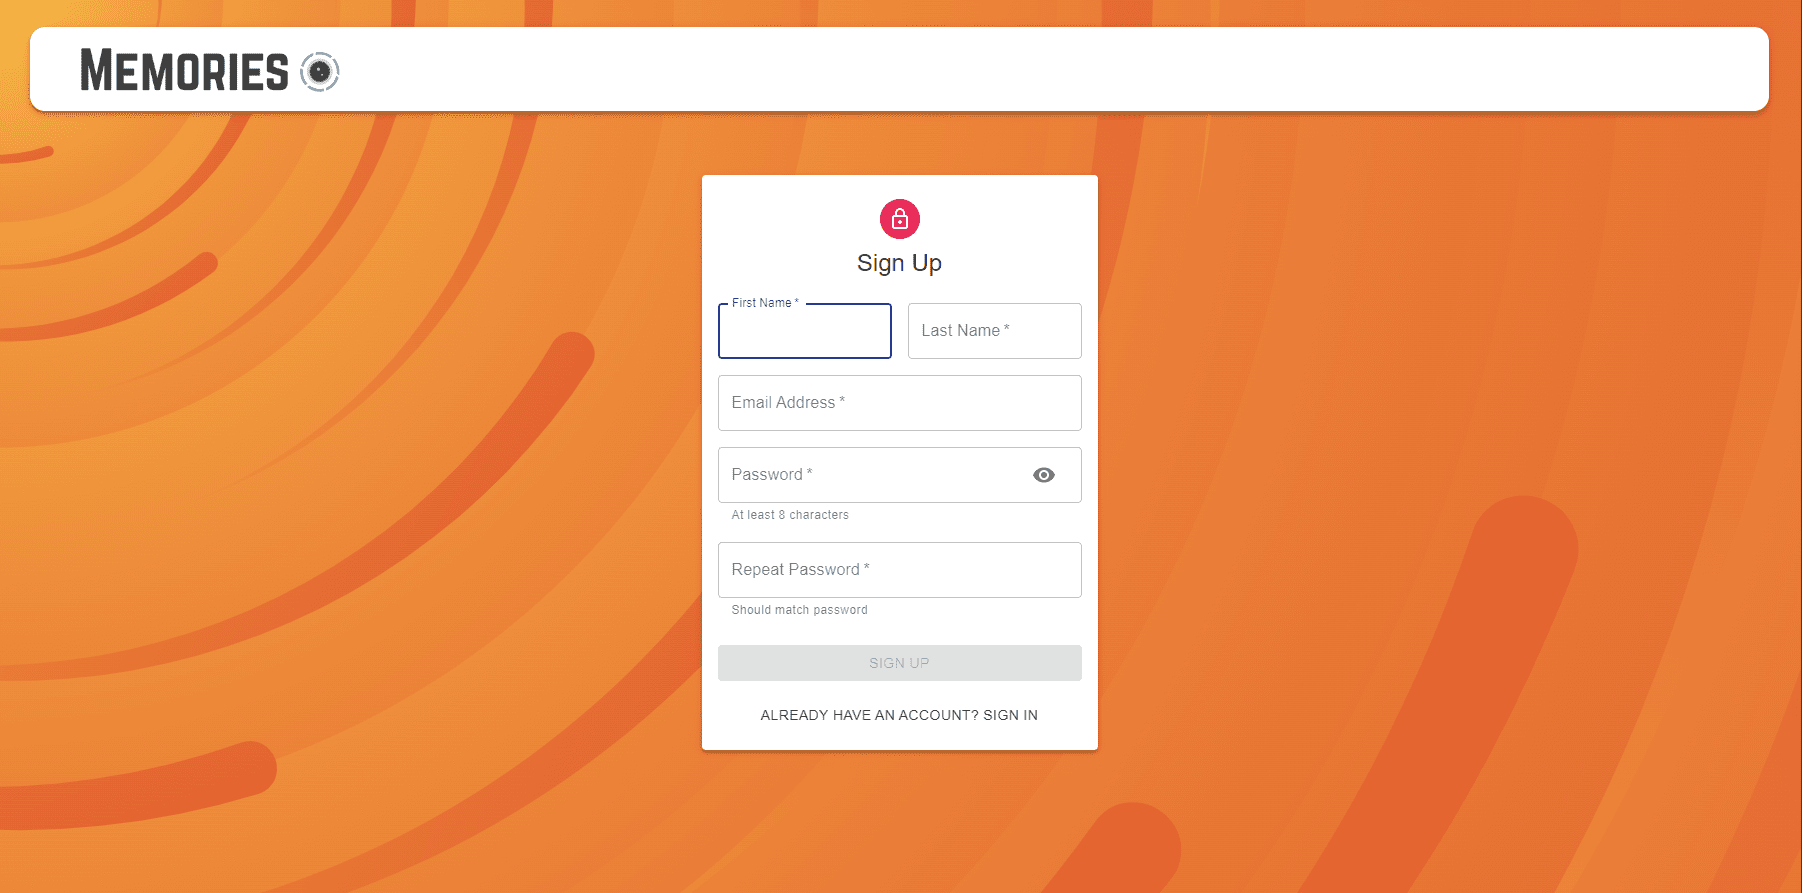 MEMORIES
Sign Up
First Name *
Last Name *
Email Address *
Password *
At least 8 characters
Repeat Password *
Should match password
SIGN UP
ALREADY HAVE AN ACCOUNT? SIGN IN